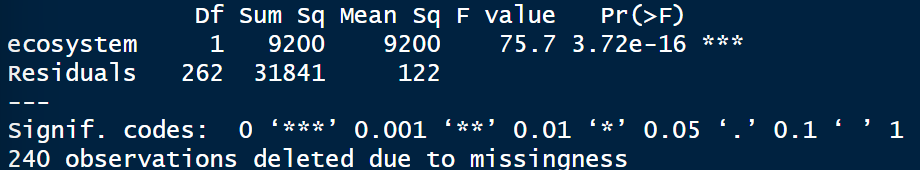 Df Sum Sq Mean Sq F value Pr(>F)
ecosystem 1 9200 9200 75.7 3.72e-16 ***
Residuals 262 31841 122
---
Signif. codes: 0 ‘***’ 0.001 ‘**’ 0.01 ‘*’ 0.05 ‘.’ 0.1 ‘ ’ 1
240 observations deleted due to missingness